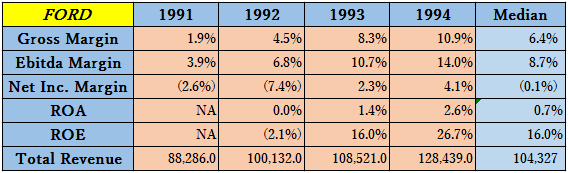 FORD 1991 1992 1993 1994 Median
Gross Margin 1.9% 4.5% 8.3% 10.9% 6.4%
Ebitda Margin 3.9% 6.8% 10.7% 14.0% 8.7%
Net Inc. Margin (2.6%) (7.4%) 2.3% 4.1% (0.1%)
ROA NA 0.0% 1.4% 2.6% 0.7%
ROE NA (2.1%) 16.0% 26.7% 16.0%
Total Revenue 88,286.0 100,132.0 108,521.0 128,439.0 104,327